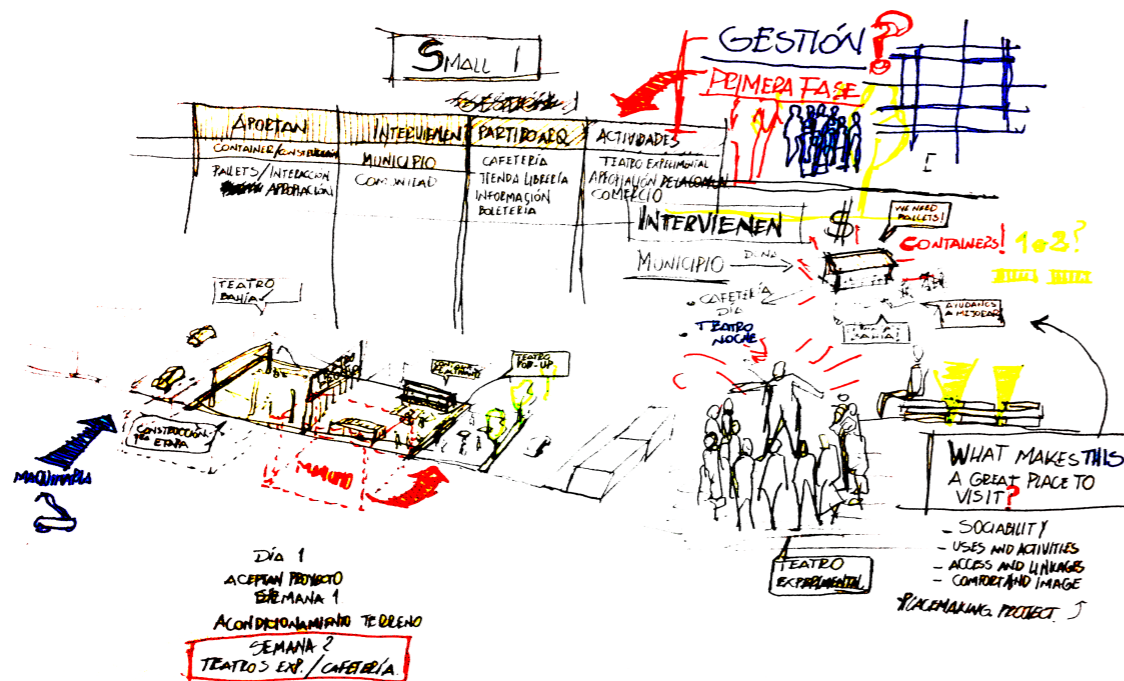 SMALL 1
GESTIÓN?
PRIMERA FASE
APORTAN
INTERVIENEN
PARTIDO ARQ
ACTIVIDADES
CONTAINER/CONSTRUCCIÓN
PALLETS/INTERACCIÓN
APROPIACIÓN
MUNICIPIO
COMUNIDAD
CAFETERÍA
TIENDA LIBRERÍA
INFORMACIÓN
BOLETERÍA
TEATRO EXPERIMENTAL
APROPIACIÓN DE LA COMUN
COMERCIO
INTERVIENEN
$
WE NEED
PALLETS!
CONTAINERS!
1 o 3?
MUNICIPIO
DONA
CAFETERÍA
DÍA
TEATRO
NOCHE
AYUDANOS
A MEJORAR
BAHIA!
TEATRO
BAHÍA
TEATRO
POP-UP
CONSTRUCCIÓN
1RA ETAPA
MAQUINARIA
WHAT MAKES THIS
A GREAT PLACE TO
VISIT?
- SOCIABILITY
- USES AND ACTIVITIES
- ACCESS AND LINKAGES
- COMFORT AND IMAGE
PLACEMAKING PROJECT
TEATRO
EXPERIMENTAL
DÍA 1
ACEPTAN PROYECTO
SEMANA 1
ACONDICIONAMIENTO TERRENO
SEMANA 2
TEATROS EXP. / CAFETERÍA